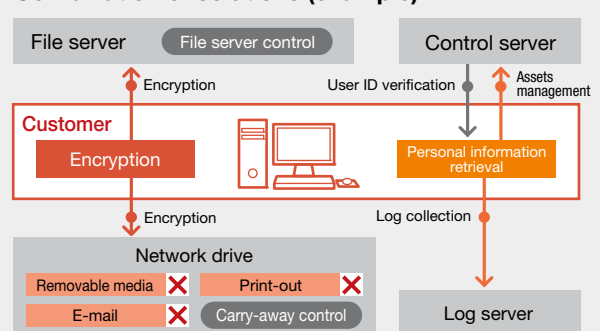 File server
File server control
Control server
Encryption
User ID verification
Assets
management
Customer
Encryption
Personal information
retrieval
Encryption
Log collection
Network drive
Removable media
Print-out
E-mail
Carry-away control
Log server